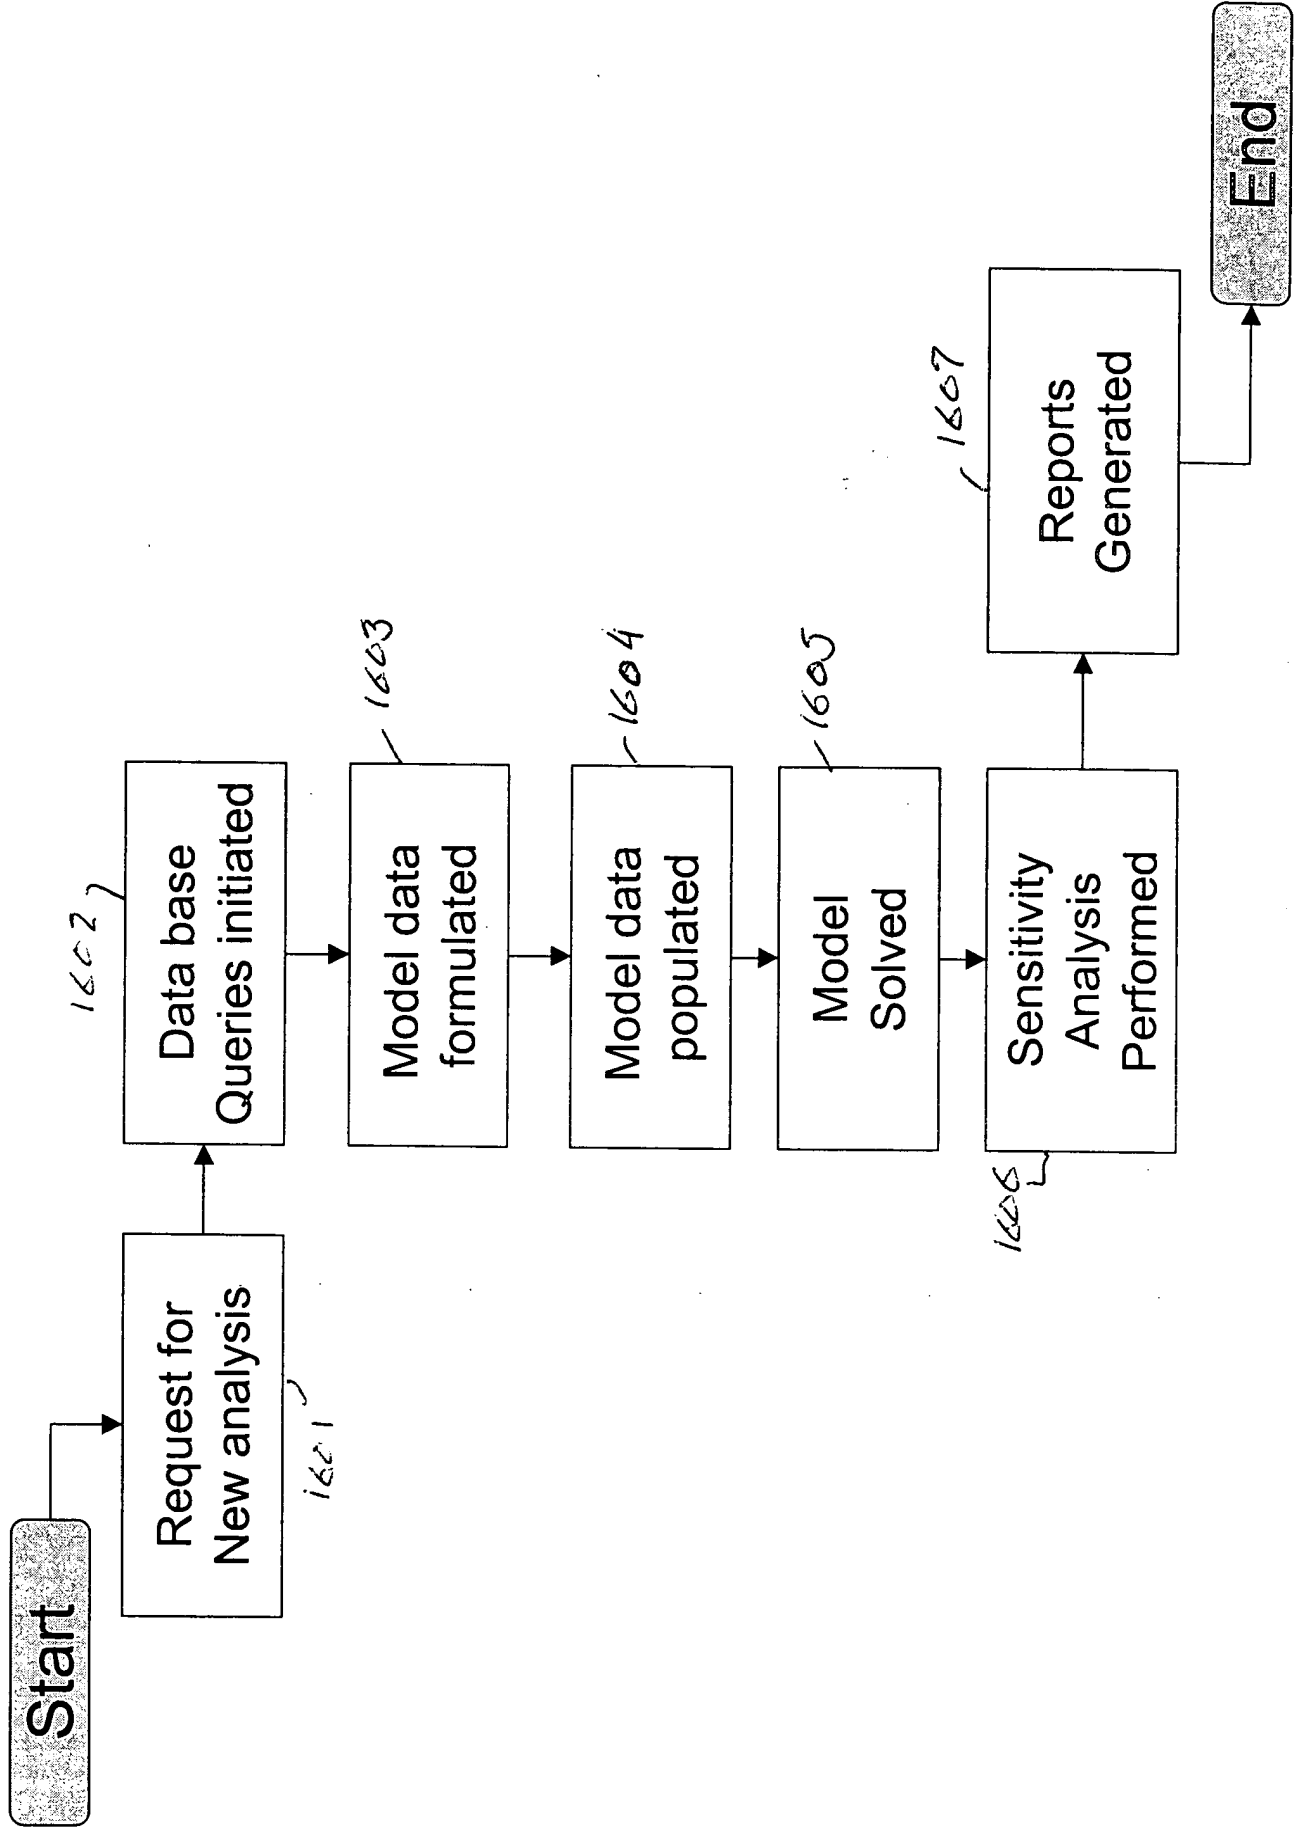 Start
Request for
New analysis
1601
1602
Data base
Queries initiated
1603
Model data
formulated
1604
Model data
populated
1605
Model
Solved
1606
Sensitivity
Analysis
Performed
1607
Reports
Generated
End